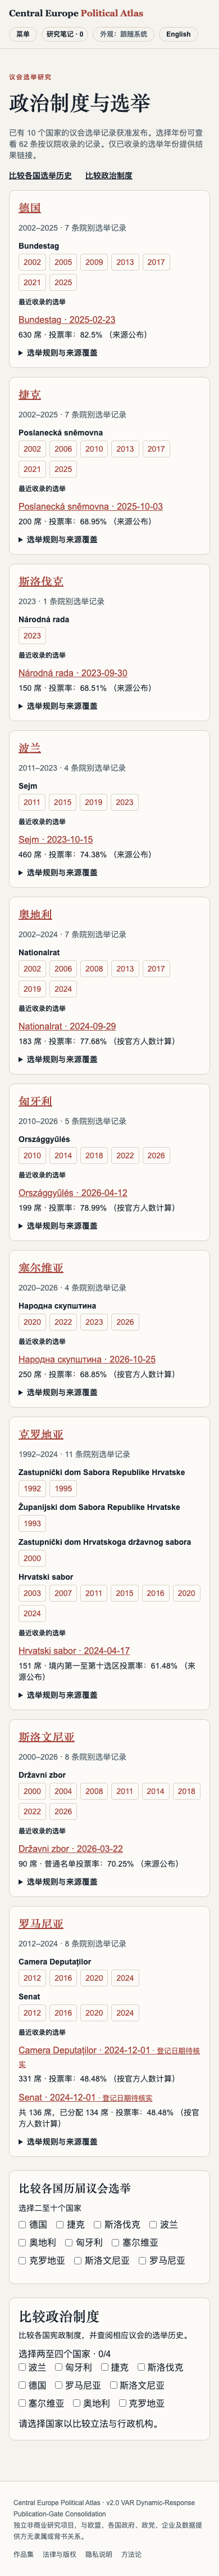 Central Europe Political Atlas
菜单
研究笔记 · 0
外观：跟随系统
English
议会选举研究
政治制度与选举
已有 10 个国家的议会选举记录获准发布。选择年份可查
看 62 条按议院收录的记录。仅已收录的选举年份提供结
果链接。
比较各国选举历史 比较政治制度
德国
2002–2025 · 7 条院别选举记录
Bundestag
2002 2005 2009 2013 2017
2021 2025
最近收录的选举
Bundestag · 2025-02-23
630 席 · 投票率：82.5% （来源公布）
▶ 选举规则与来源覆盖
捷克
2002–2025 · 7 条院别选举记录
Poslanecká sněmovna
2002 2006 2010 2013 2017
2021 2025
最近收录的选举
Poslanecká sněmovna · 2025-10-03
200 席 · 投票率：68.95% （来源公布）
▶ 选举规则与来源覆盖
斯洛伐克
2023 · 1 条院别选举记录
Národná rada
2023
最近收录的选举
Národná rada · 2023-09-30
150 席 · 投票率：68.51% （来源公布）
▶ 选举规则与来源覆盖
波兰
2011–2023 · 4 条院别选举记录
Sejm
2011 2015 2019 2023
最近收录的选举
Sejm · 2023-10-15
460 席 · 投票率：74.38% （来源公布）
▶ 选举规则与来源覆盖
奥地利
2002–2024 · 7 条院别选举记录
Nationalrat
2002 2006 2008 2013 2017
2019 2024
最近收录的选举
Nationalrat · 2024-09-29
183 席 · 投票率：77.68% （按官方人数计算）
▶ 选举规则与来源覆盖
匈牙利
2010–2026 · 5 条院别选举记录
Országgyűlés
2010 2014 2018 2022 2026
最近收录的选举
Országgyűlés · 2026-04-12
199 席 · 投票率：78.99% （按官方人数计算）
▶ 选举规则与来源覆盖
塞尔维亚
2020–2026 · 4 条院别选举记录
Народна скупштина
2020 2022 2023 2026
最近收录的选举
Народна скупштина · 2026-10-25
250 席 · 投票率：68.85% （按官方人数计算）
▶ 选举规则与来源覆盖
克罗地亚
1992–2024 · 11 条院别选举记录
Zastupnički dom Sabora Republike Hrvatske
1992 1995
Županijski dom Sabora Republike Hrvatske
1993
Zastupnički dom Hrvatskoga državnog sabora
2000
Hrvatski sabor
2003 2007 2011 2015 2016 2020
2024
最近收录的选举
Hrvatski sabor · 2024-04-17
151 席 · 境内第一至第十选区投票率：61.48% （来
源公布）
▶ 选举规则与来源覆盖
斯洛文尼亚
2000–2026 · 8 条院别选举记录
Državni zbor
2000 2004 2008 2011 2014 2018
2022 2026
最近收录的选举
Državni zbor · 2026-03-22
90 席 · 普通名单投票率：70.25% （来源公布）
▶ 选举规则与来源覆盖
罗马尼亚
2012–2024 · 8 条院别选举记录
Camera Deputaților
2012 2016 2020 2024
Senat
2012 2016 2020 2024
最近收录的选举
Camera Deputaților · 2024-12-01 · 登记日期待核
实
331 席 · 投票率：48.48% （按官方人数计算）
Senat · 2024-12-01 · 登记日期待核实
共 136 席，已分配 134 席 · 投票率：48.48% （按官
方人数计算）
▶ 选举规则与来源覆盖
比较各国历届议会选举
选择二至十个国家
德国 捷克 斯洛伐克 波兰
奥地利 匈牙利 塞尔维亚
克罗地亚 斯洛文尼亚 罗马尼亚
比较政治制度
比较各国宪政制度，并查阅相应议会的选举历史。
选择两至四个国家 · 0/4
波兰 匈牙利 捷克 斯洛伐克
德国 罗马尼亚 斯洛文尼亚
塞尔维亚 奥地利 克罗地亚
请选择国家以比较立法与行政机构。
Central Europe Political Atlas · v2.0 VAR Dynamic-Response
Publication-Gate Consolidation
独立非商业研究项目，与欧盟、各国政府、政党、企业及数据提
供方无隶属或背书关系。
作品集 法律与版权 隐私说明 方法论